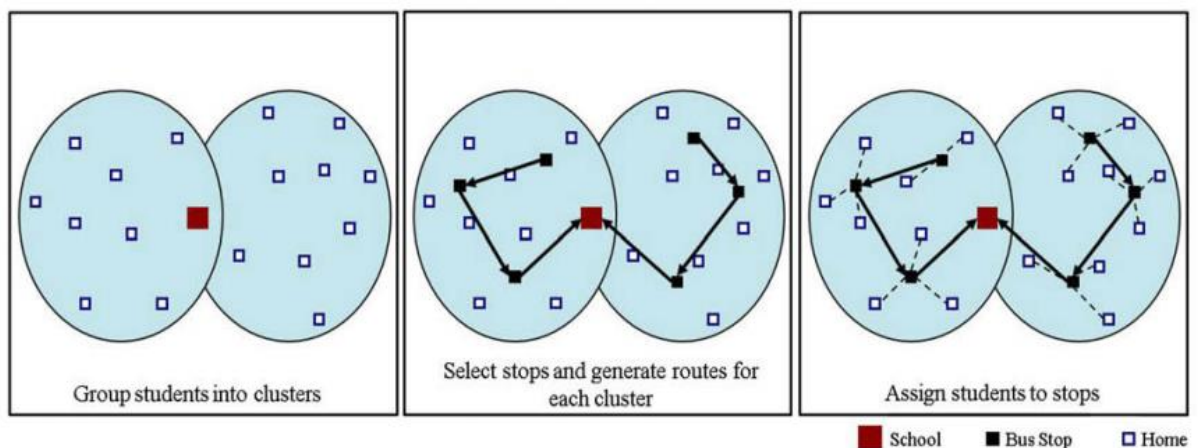 Group students into clusters
Select stops and generate routes for
each cluster
Assign students to stops
School
Bus Stop
Home